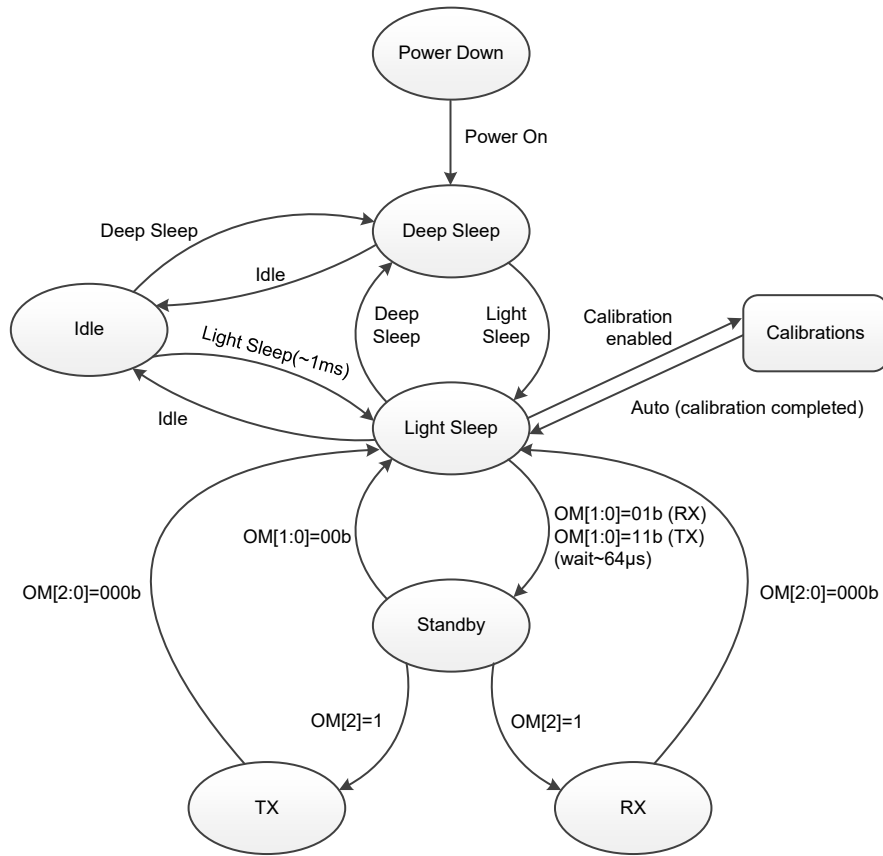 Power Down
Power On
Deep Sleep
Deep Sleep
Idle
Idle
Deep
Sleep
Light
Sleep
Calibration
enabled
Calibrations
Light Sleep(~1ms)
Idle
Light Sleep
Auto (calibration completed)
OM[1:0]=00b
OM[1:0]=01b (RX)
OM[1:0]=11b (TX)
(wait~64µs)
OM[2:0]=000b
OM[2:0]=000b
Standby
OM[2]=1
OM[2]=1
TX
RX